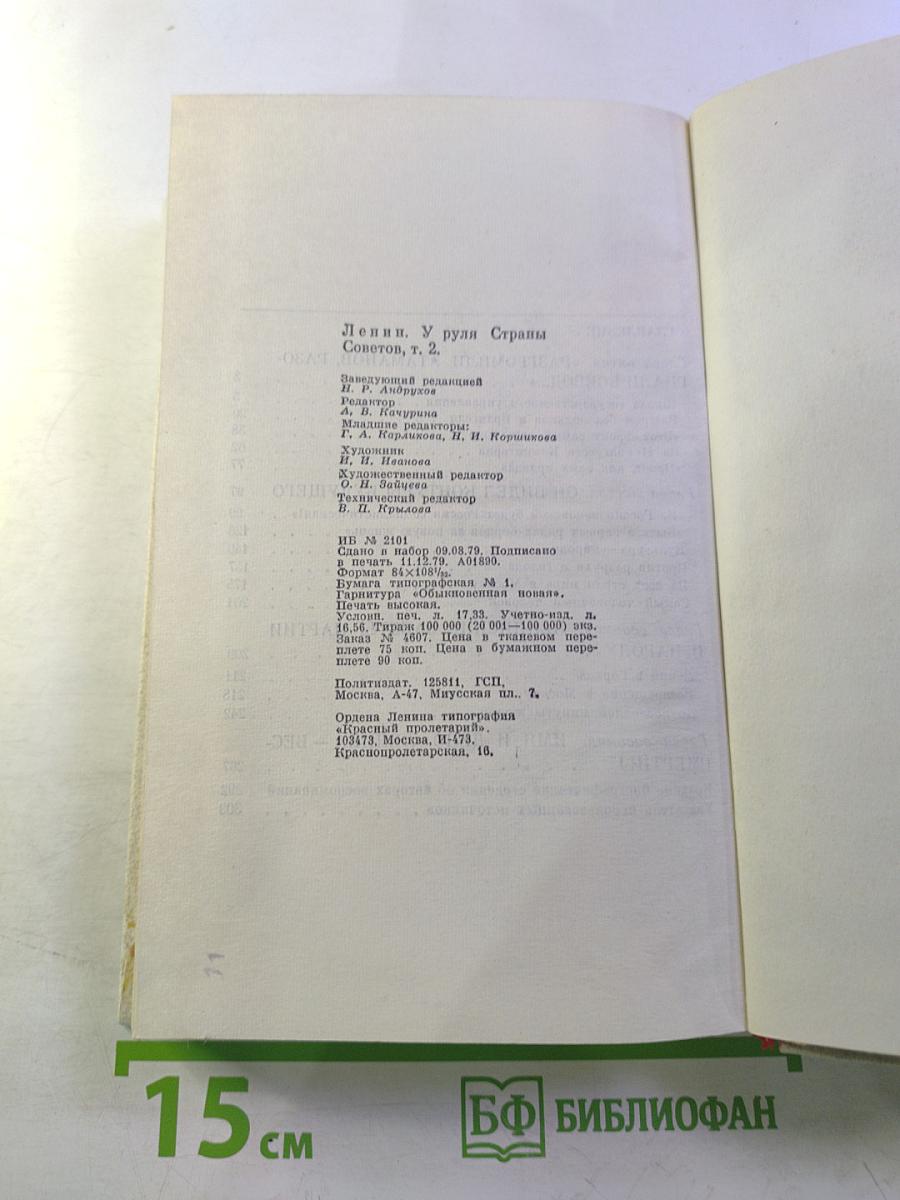 Ленин. У руля Страны
Советов, т. 2.
Заведующий редакцией
Н. Р. Андрухов
Редактор
А. В. Качурина
Младшие редакторы:
Г. А. Карликова, Н. И. Коршикова
Художник
И. И. Иванова
Художественный редактор
О. Н. Зайцева
Технический редактор
В. П. Крылова
ИБ № 2101
Сдано в набор 09.08.79. Подписано
в печать 11.12.79. А01890.
Формат 84×108¹/₃₂.
Бумага типографская № 1.
Гарнитура «Обыкновенная новая».
Печать высокая.
Условн. печ. л. 17,33. Учетно-изд. л.
16,56. Тираж 100 000 (20 001—100 000) экз.
Заказ № 4607. Цена в тканевом пере-
плете 75 коп. Цена в бумажном пере-
плете 90 коп.
Политиздат. 125811, ГСП,
Москва, А-47, Миусская пл., 7.
Ордена Ленина типография
«Красный пролетарий».
103473, Москва, И-473,
Краснопролетарская, 16.
15 см
БФ БИБЛИОФАН